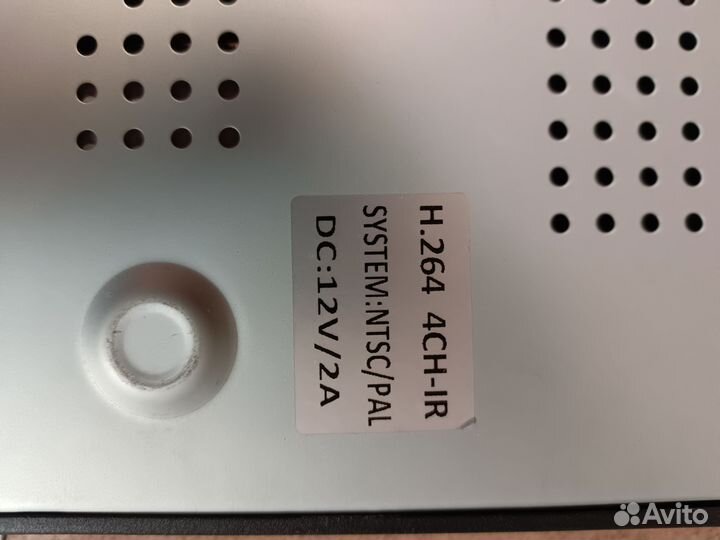 H.264 4CH-IR
SYSTEM:NTSC/PAL
DC:12V/2A
Avito